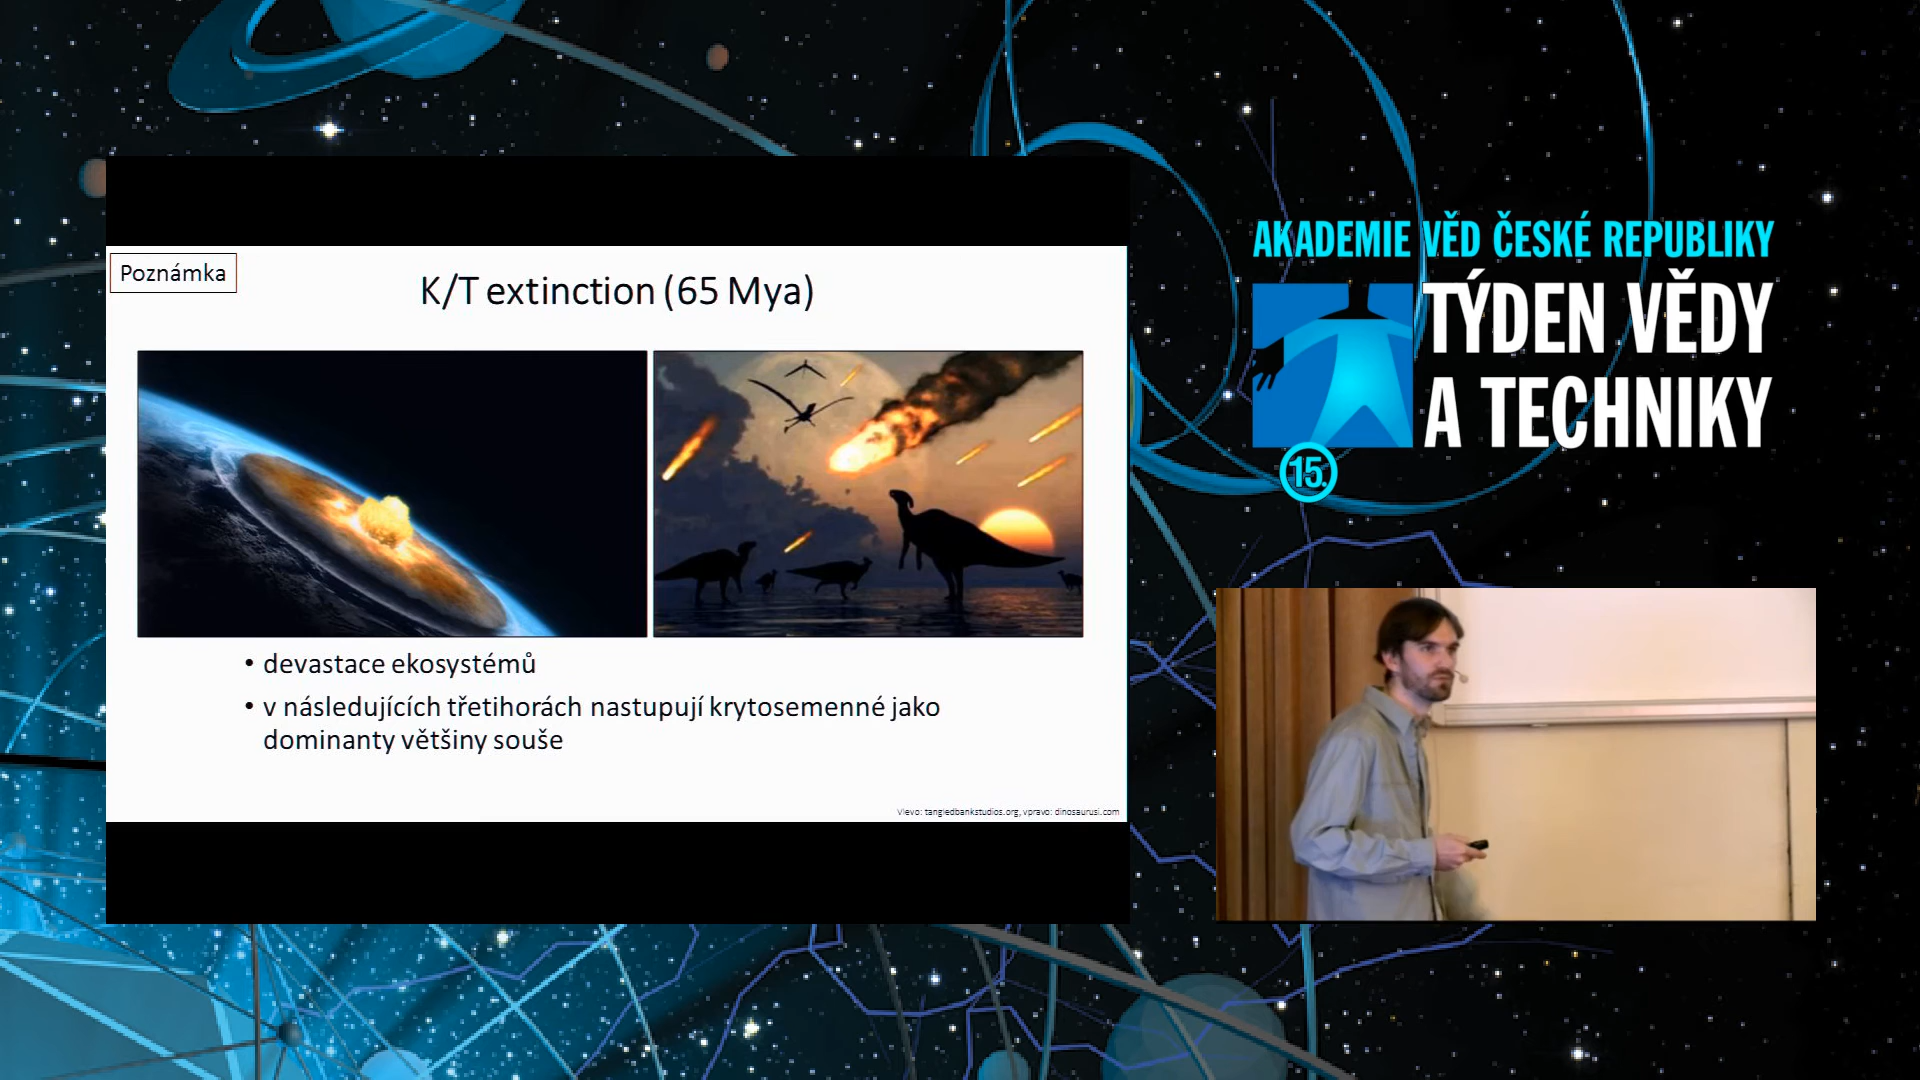 Poznámka
K/T extinction (65 Mya)
• devastace ekosystémů
• v následujících třetihorách nastupují krytosemenné jako
dominanty většiny souše
Vlevo: tangledbankstudios.org, vpravo: dinosaurusi.com
AKADEMIE VĚD ČESKÉ REPUBLIKY
TÝDEN VĚDY
A TECHNIKY
15.